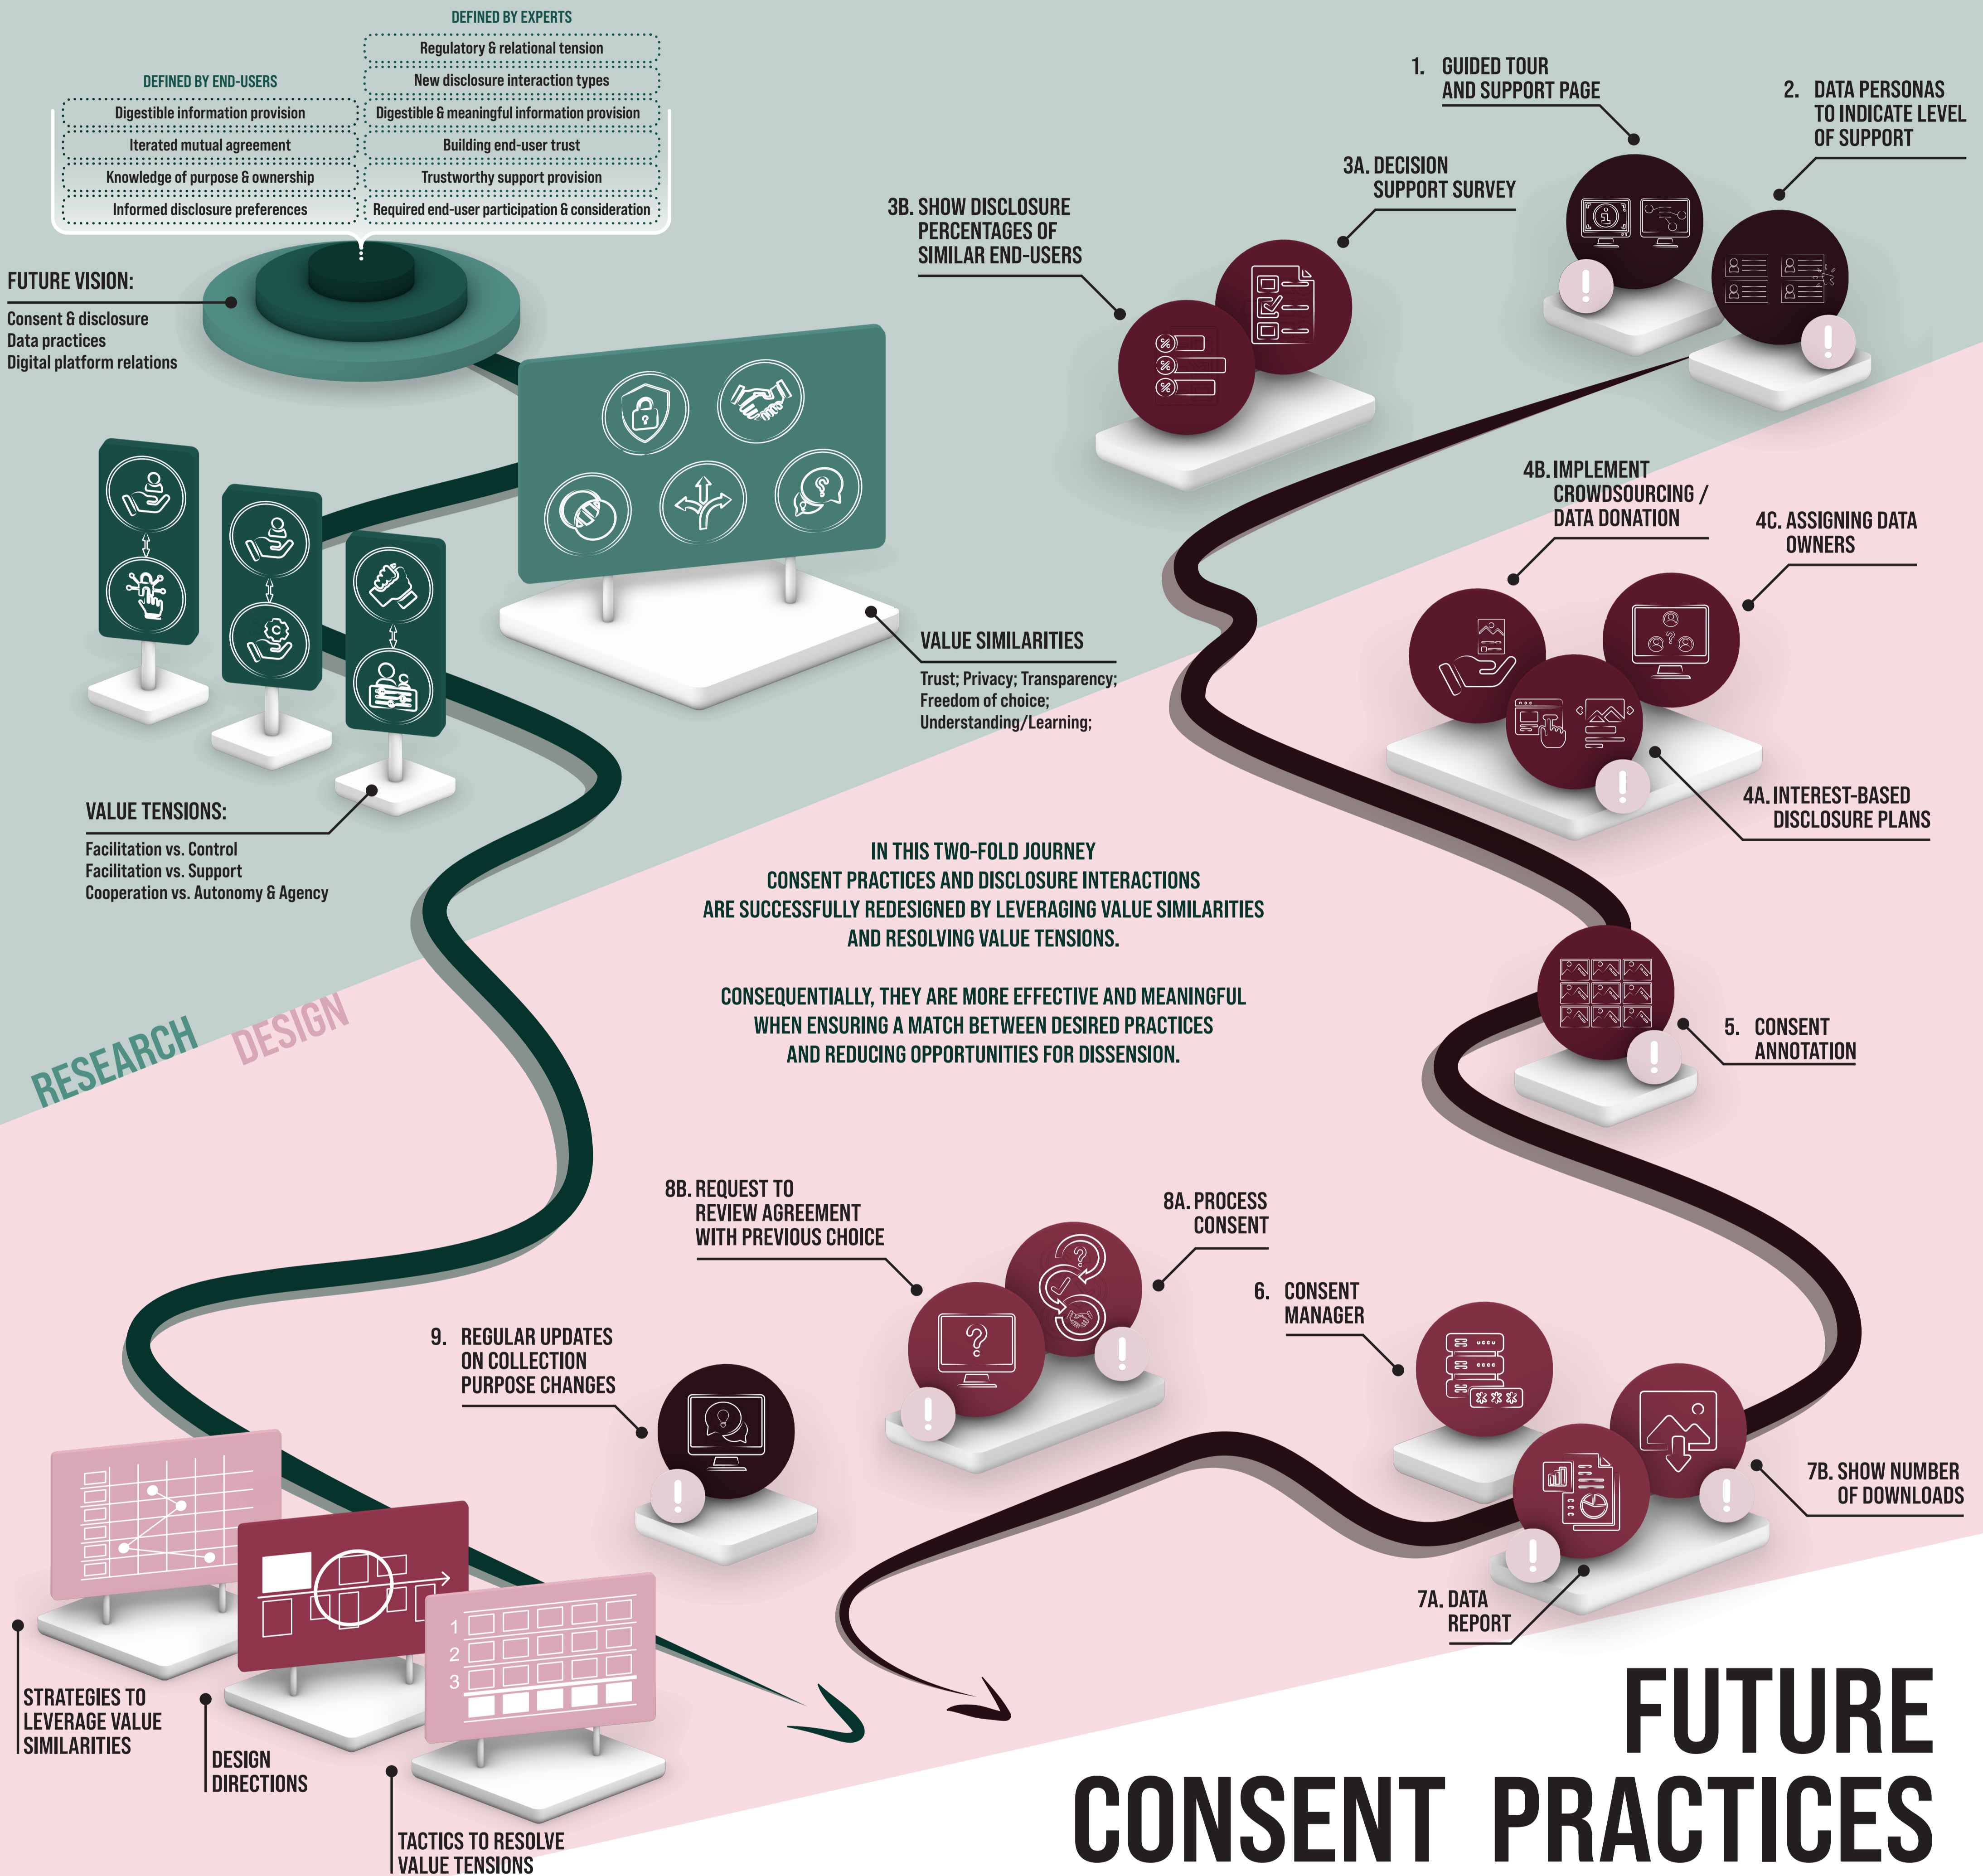 DEFINED BY EXPERTS
Regulatory & relational tension
New disclosure interaction types
Digestible & meaningful information provision
Building end-user trust
Trustworthy support provision
Required end-user participation & consideration
DEFINED BY END-USERS
Digestible information provision
Iterated mutual agreement
Knowledge of purpose & ownership
Informed disclosure preferences
FUTURE VISION:
Consent & disclosure
Data practices
Digital platform relations
VALUE SIMILARITIES
Trust; Privacy; Transparency;
Freedom of choice;
Understanding/Learning;
VALUE TENSIONS:
Facilitation vs. Control
Facilitation vs. Support
Cooperation vs. Autonomy & Agency
RESEARCH
DESIGN
IN THIS TWO-FOLD JOURNEY
CONSENT PRACTICES AND DISCLOSURE INTERACTIONS
ARE SUCCESSFULLY REDESIGNED BY LEVERAGING VALUE SIMILARITIES
AND RESOLVING VALUE TENSIONS.
CONSEQUENTIALLY, THEY ARE MORE EFFECTIVE AND MEANINGFUL
WHEN ENSURING A MATCH BETWEEN DESIRED PRACTICES
AND REDUCING OPPORTUNITIES FOR DISSENSION.
1. GUIDED TOUR
AND SUPPORT PAGE
2. DATA PERSONAS
TO INDICATE LEVEL
OF SUPPORT
3A. DECISION
SUPPORT SURVEY
3B. SHOW DISCLOSURE
PERCENTAGES OF
SIMILAR END-USERS
4B. IMPLEMENT
CROWDSOURCING /
DATA DONATION
4C. ASSIGNING DATA
OWNERS
4A. INTEREST-BASED
DISCLOSURE PLANS
5. CONSENT
ANNOTATION
6. CONSENT
MANAGER
7B. SHOW NUMBER
OF DOWNLOADS
7A. DATA
REPORT
8A. PROCESS
CONSENT
8B. REQUEST TO
REVIEW AGREEMENT
WITH PREVIOUS CHOICE
9. REGULAR UPDATES
ON COLLECTION
PURPOSE CHANGES
1
2
3
STRATEGIES TO
LEVERAGE VALUE
SIMILARITIES
DESIGN
DIRECTIONS
TACTICS TO RESOLVE
VALUE TENSIONS
FUTURE
CONSENT PRACTICES